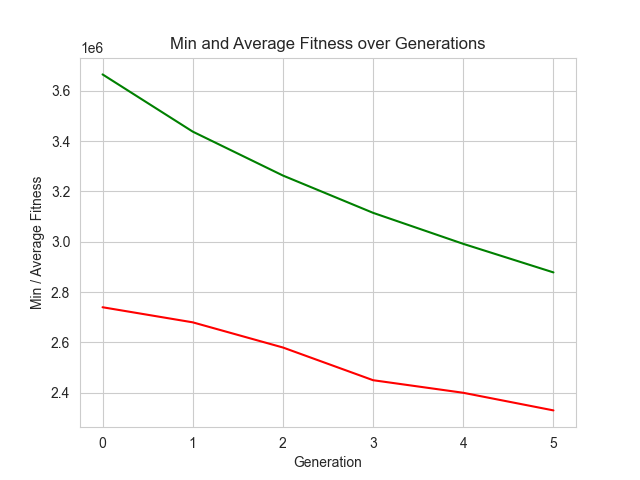 Min and Average Fitness over Generations
1e6
3.6
3.4
3.2
3.0
2.8
2.6
2.4
Min / Average Fitness
0 1 2 3 4 5
Generation